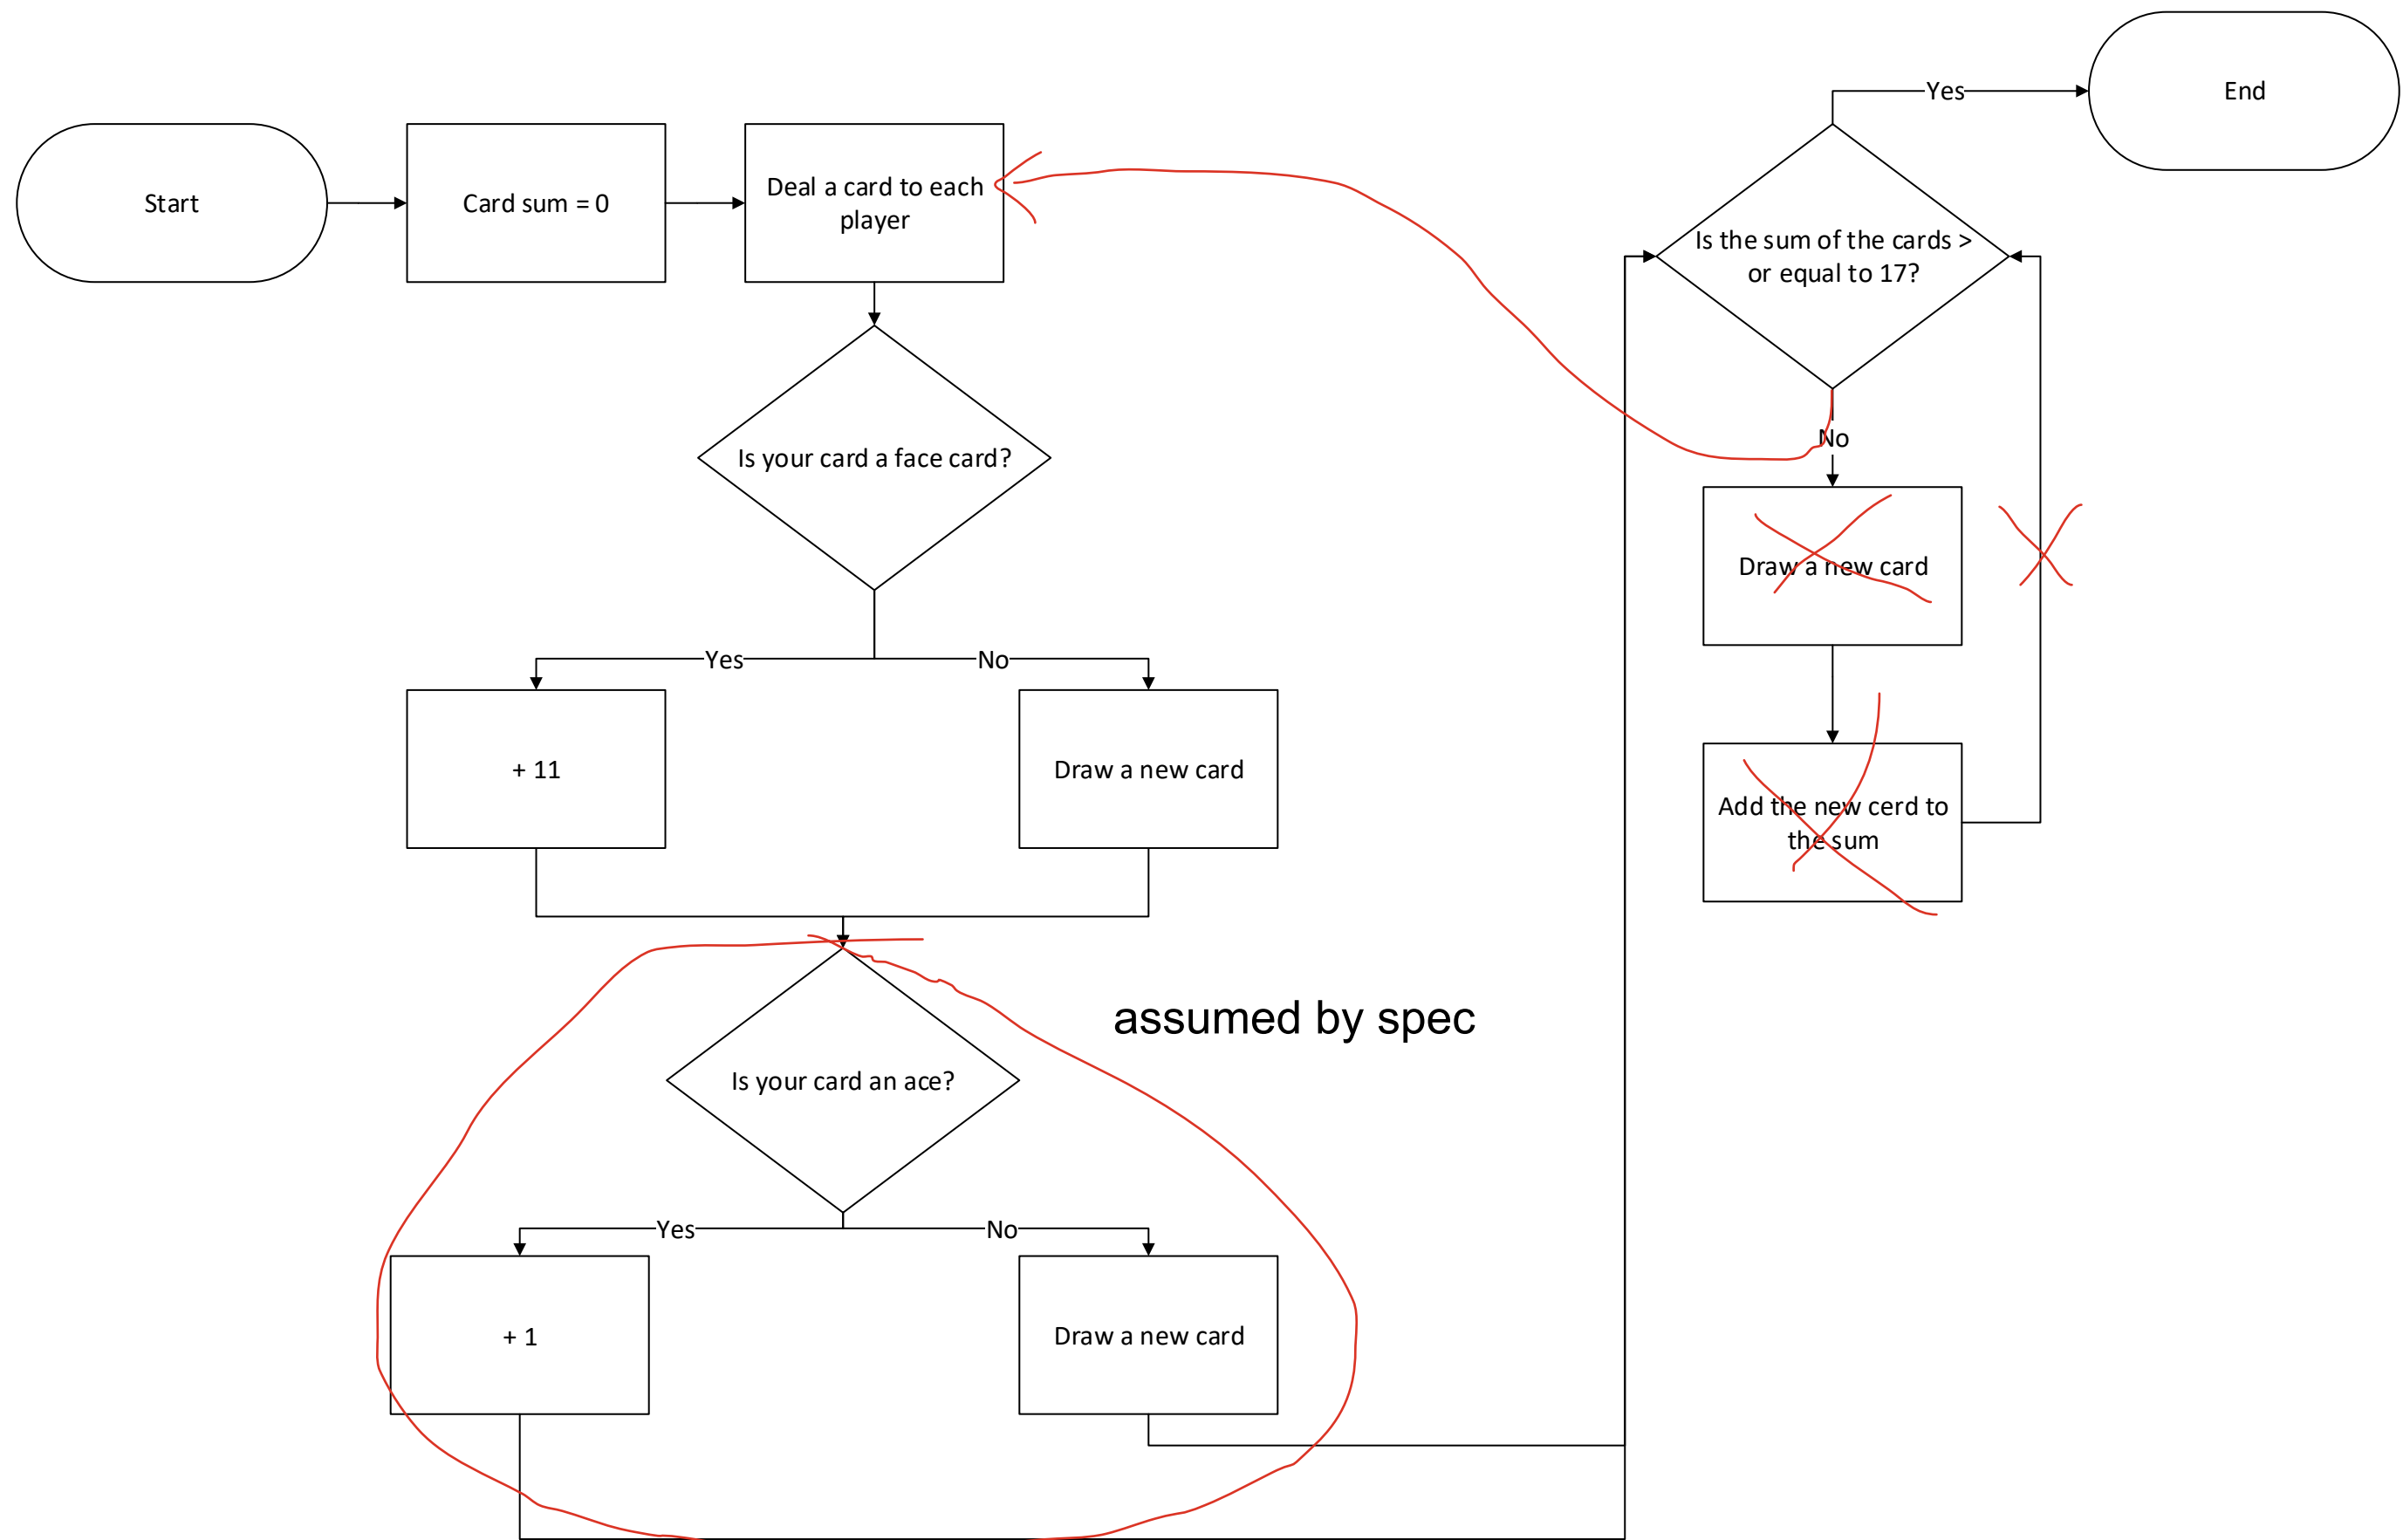 Start
Card sum = 0
Deal a card to each
player
Is your card a face card?
Yes
No
+ 11
Draw a new card
Is your card an ace?
assumed by spec
Yes
No
+ 1
Draw a new card
Is the sum of the cards >
or equal to 17?
Yes
End
No
Draw a new card
Add the new cerd to
the sum